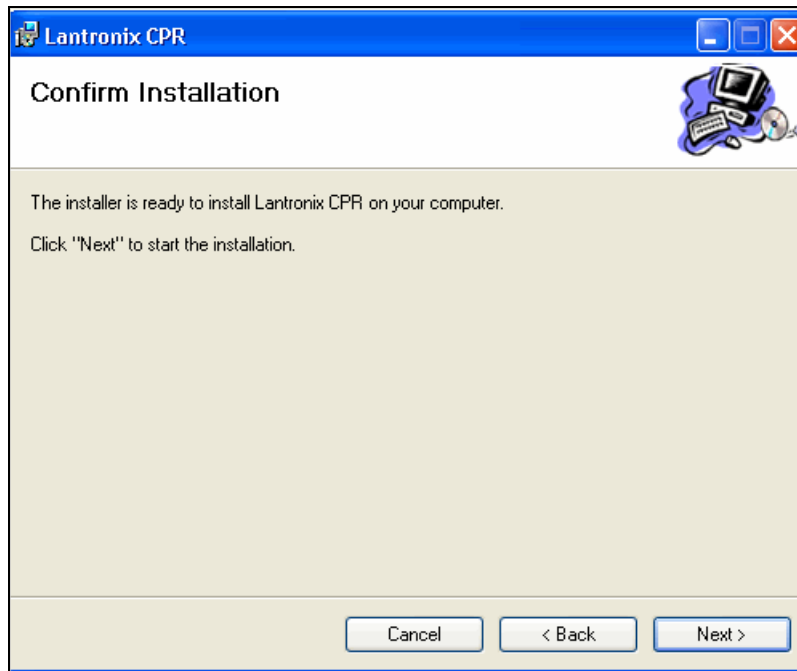 Lantronix CPR
Confirm Installation
The installer is ready to install Lantronix CPR on your computer.
Click "Next" to start the installation.
Cancel
< Back
Next >